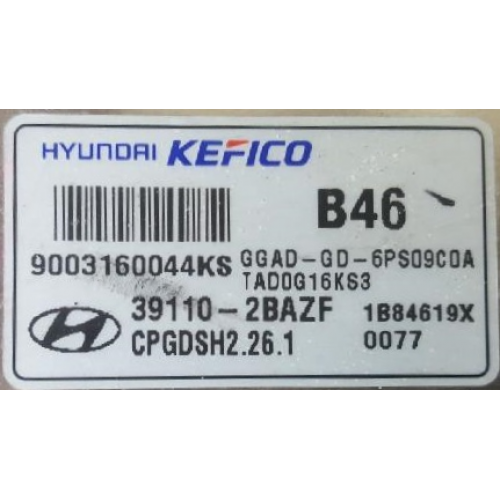 HYUNDAI KEFICO
B46
9003160044KS GGAD-GD-6PS09C0A
TAD0G16KS3
39110-2BAZF 1B84619X
CPGDSH2.26.1 0077